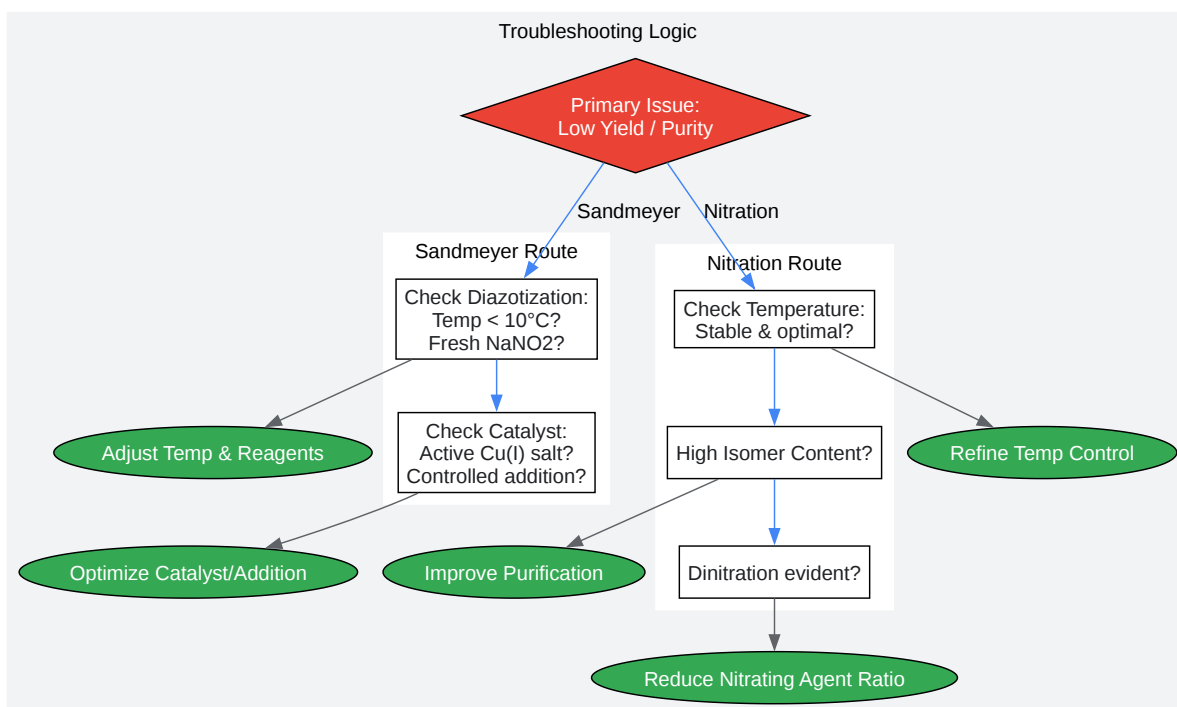 Troubleshooting Logic
Primary Issue:
Low Yield / Purity
Sandmeyer
Nitration
Sandmeyer Route
Check Diazotization:
Temp < 10°C?
Fresh NaNO2?
Nitration Route
Check Temperature:
Stable & optimal?
Adjust Temp & Reagents
Check Catalyst:
Active Cu(I) salt?
Controlled addition?
High Isomer Content?
Refine Temp Control
Optimize Catalyst/Addition
Improve Purification
Dinitration evident?
Reduce Nitrating Agent Ratio